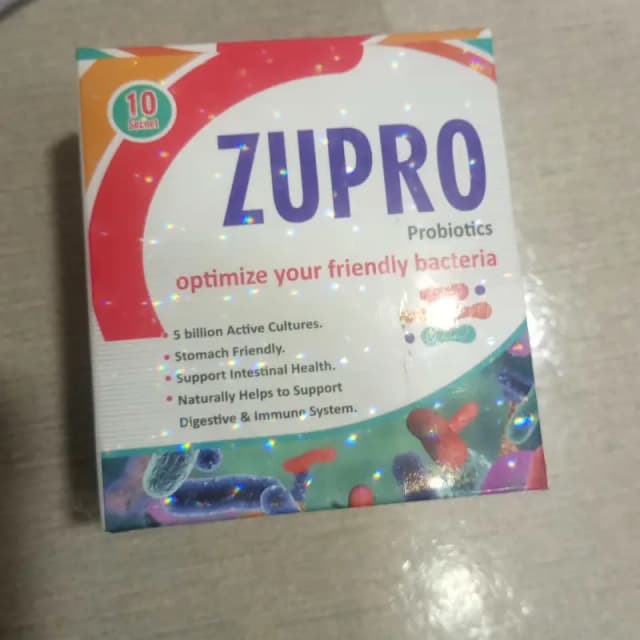 10
Sachet
ZUPRO
Probiotics
optimize your friendly bacteria
• 5 billion Active Cultures.
• Stomach Friendly.
• Support Intestinal Health.
• Naturally Helps to Support
Digestive & Immune System.